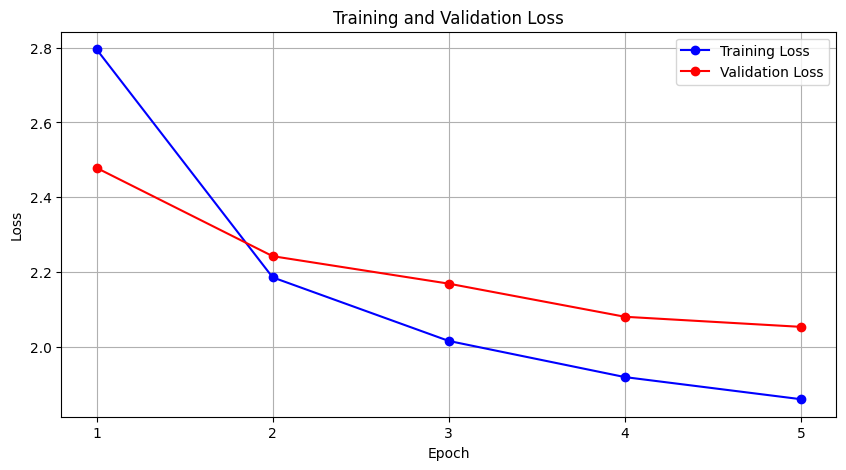 Training and Validation Loss
Training Loss
Validation Loss
2.8
2.6
2.4
2.2
2.0
Loss
1 2 3 4 5
Epoch